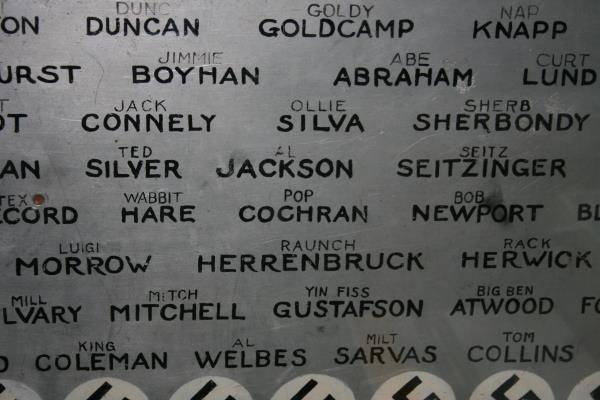 DUNC GOLDY NAP
ON DUNCAN GOLDCAMP KNAPP
JIMMIE ABE CURT
URST BOYHAN ABRAHAM LUND
T JACK OLLIE SHERB
OT CONNELY SILVA SHERBONDY
TED AL SEITZ
AN SILVER JACKSON SEITZINGER
TEX WABBIT POP BOB
ECORD HARE COCHRAN NEWPORT BL
LUIGI RAUNCH RACK
MORROW HERRENBRUCK HERWICK
MILL MITCH YIN FISS BIG BEN
LVARY MITCHELL GUSTAFSON ATWOOD FO
KING AL MILT TOM
D COLEMAN WELBES SARVAS COLLINS